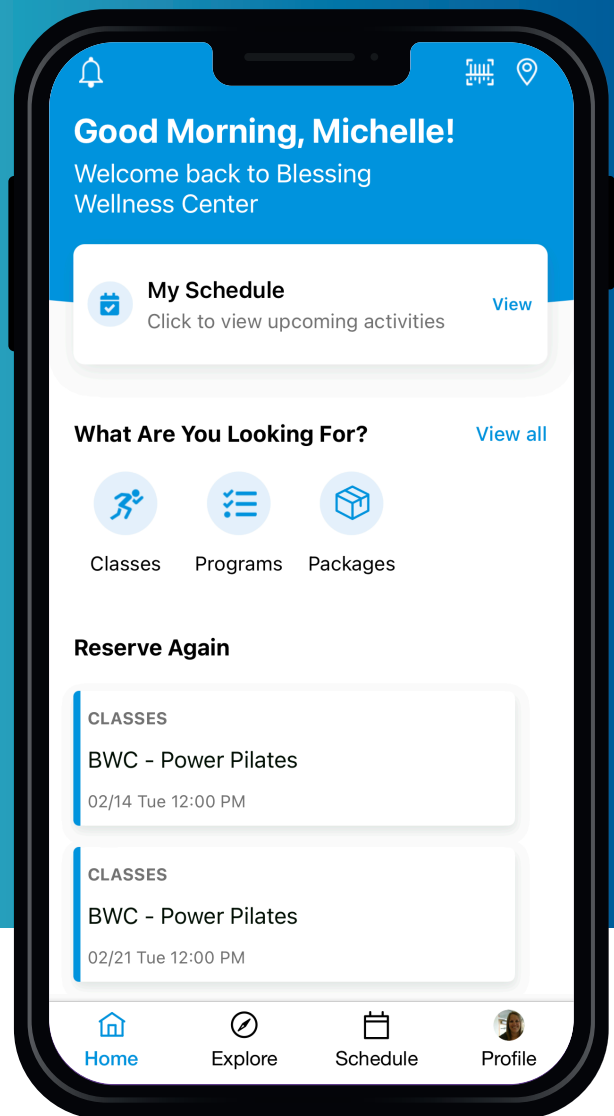 Good Morning, Michelle!
Welcome back to Blessing
Wellness Center
My Schedule
Click to view upcoming activities
View
What Are You Looking For?
View all
Classes
Programs
Packages
Reserve Again
CLASSES
BWC - Power Pilates
02/14 Tue 12:00 PM
CLASSES
BWC - Power Pilates
02/21 Tue 12:00 PM
Home
Explore
Schedule
Profile